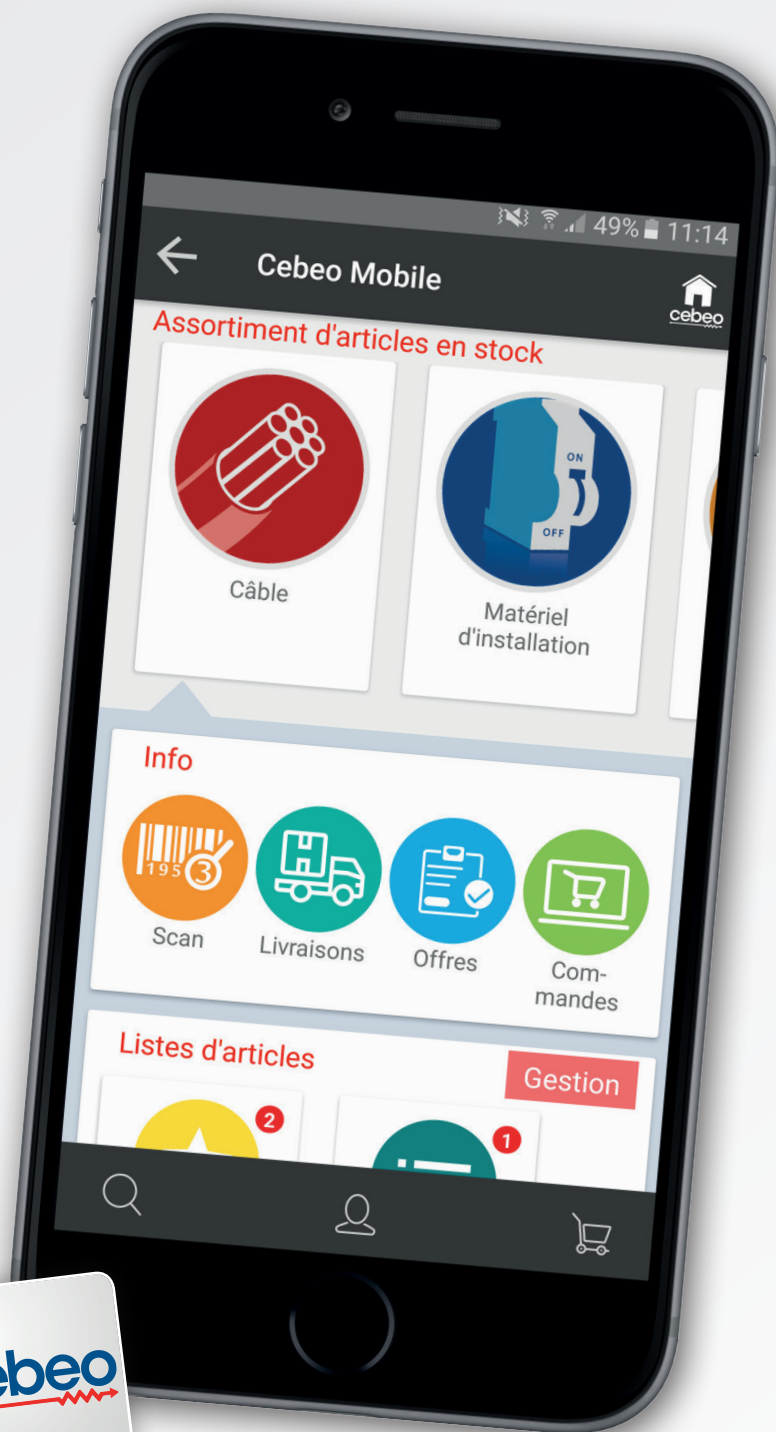 49% 11:14
Cebeo Mobile
cebeo
Assortiment d'articles en stock
ON
OFF
Câble
Matériel
d'installation
Info
195 3
Scan
Livraisons
Offres
Com-
mandes
Listes d'articles
Gestion
2
1
ebeo